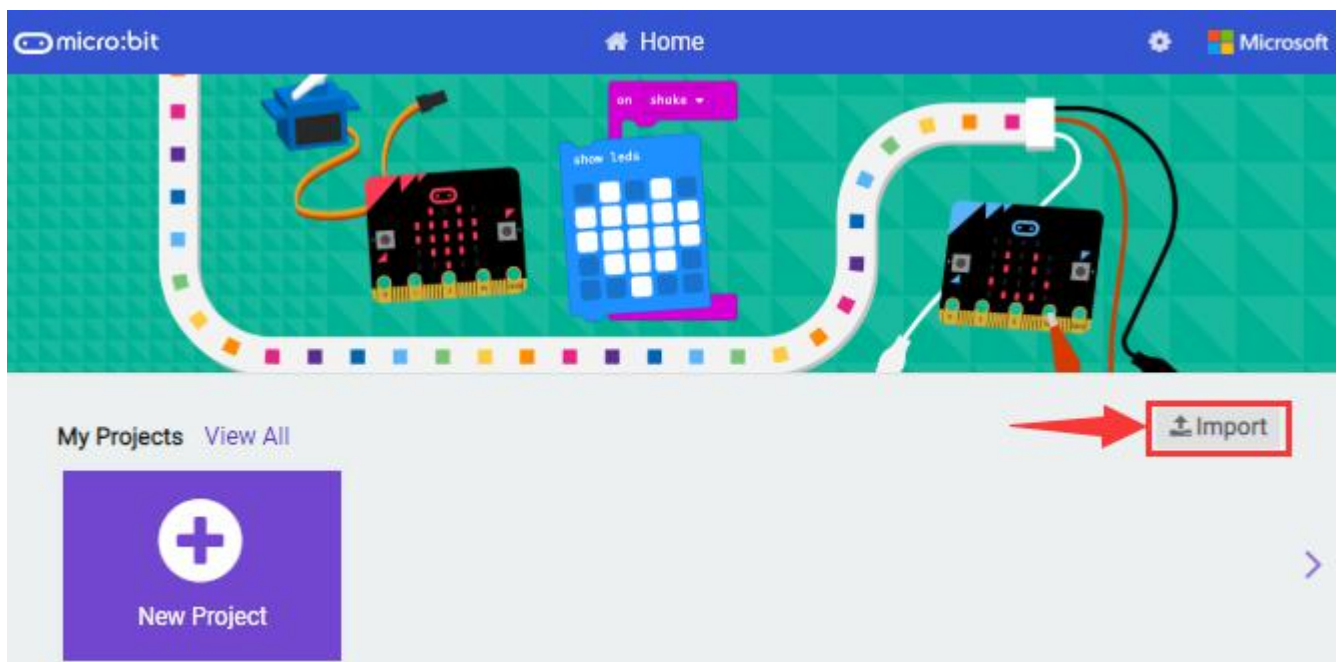 micro:bit
Home
Microsoft
on shake
show leds
My Projects View All
Import
New Project